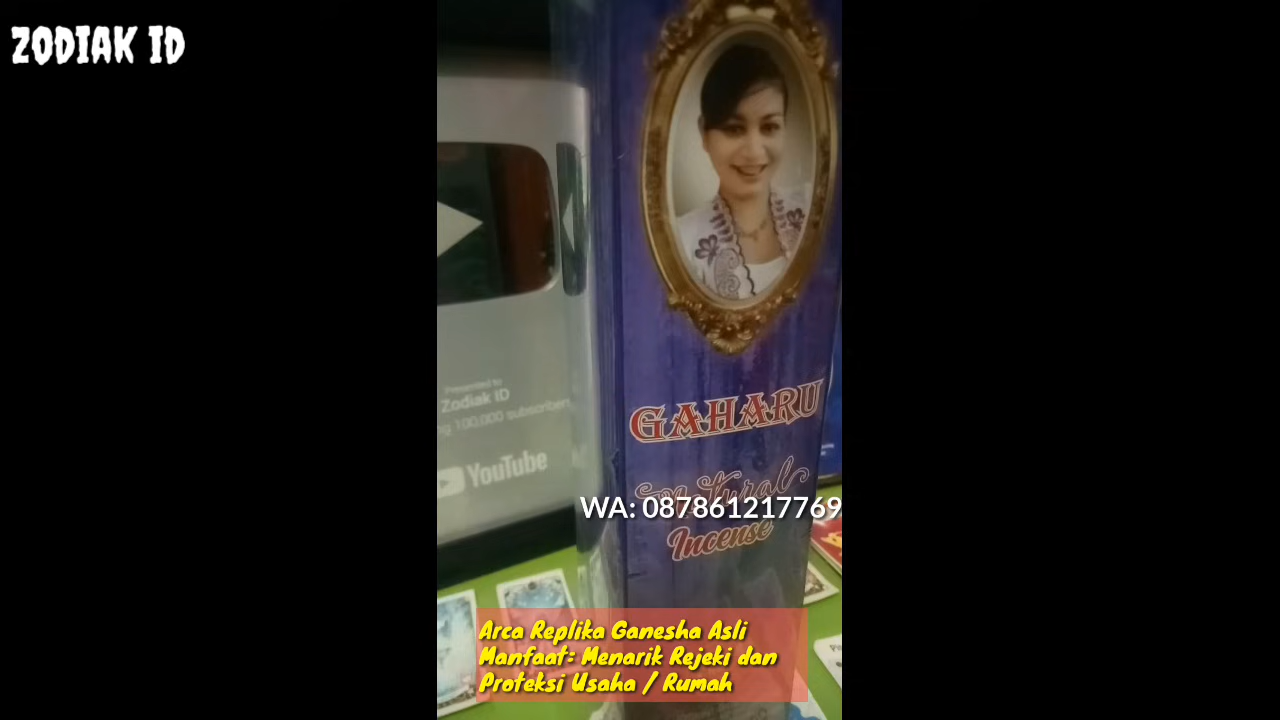 ZODIAK ID
Presented to
Zodiak ID
ng 100,000 subscribers
YouTube
GAHARU
Natural
WA: 087861217769
Incense
Arca Replika Ganesha Asli
Manfaat: Menarik Rejeki dan
Proteksi Usaha / Rumah